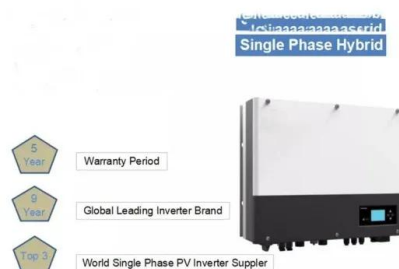 Single Phase Hybrid
5
Year
Warranty Period
9
Year
Global Leading Inverter Brand
Top 3
World Single Phase PV Inverter Suppler